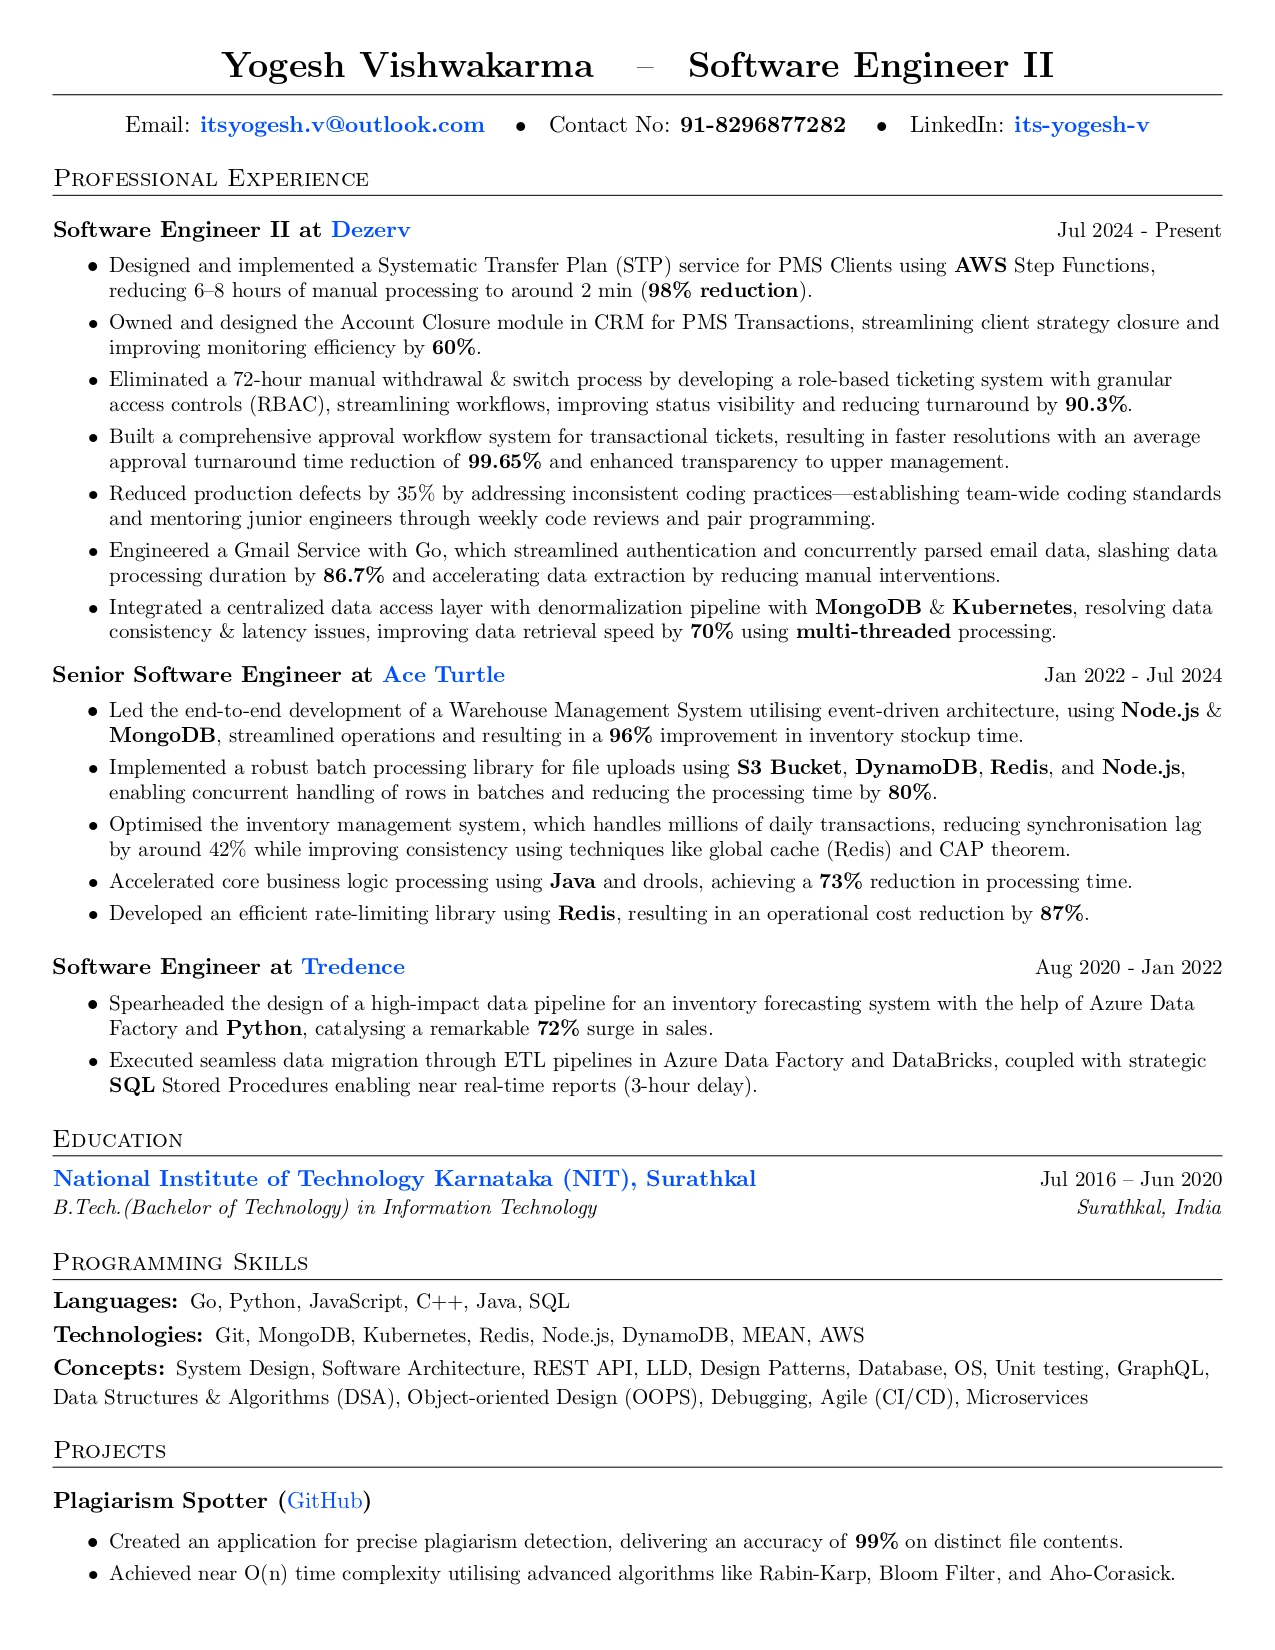 Yogesh Vishwakarma – Software Engineer II
Email: itsyogesh.v@outlook.com • Contact No: 91-8296877282 • LinkedIn: its-yogesh-v
Professional Experience
Software Engineer II at Dezerv Jul 2024 - Present
• Designed and implemented a Systematic Transfer Plan (STP) service for PMS Clients using AWS Step Functions,
reducing 6–8 hours of manual processing to around 2 min (98% reduction).
• Owned and designed the Account Closure module in CRM for PMS Transactions, streamlining client strategy closure and
improving monitoring efficiency by 60%.
• Eliminated a 72-hour manual withdrawal & switch process by developing a role-based ticketing system with granular
access controls (RBAC), streamlining workflows, improving status visibility and reducing turnaround by 90.3%.
• Built a comprehensive approval workflow system for transactional tickets, resulting in faster resolutions with an average
approval turnaround time reduction of 99.65% and enhanced transparency to upper management.
• Reduced production defects by 35% by addressing inconsistent coding practices—establishing team-wide coding standards
and mentoring junior engineers through weekly code reviews and pair programming.
• Engineered a Gmail Service with Go, which streamlined authentication and concurrently parsed email data, slashing data
processing duration by 86.7% and accelerating data extraction by reducing manual interventions.
• Integrated a centralized data access layer with denormalization pipeline with MongoDB & Kubernetes, resolving data
consistency & latency issues, improving data retrieval speed by 70% using multi-threaded processing.
Senior Software Engineer at Ace Turtle Jan 2022 - Jul 2024
• Led the end-to-end development of a Warehouse Management System utilising event-driven architecture, using Node.js &
MongoDB, streamlined operations and resulting in a 96% improvement in inventory stockup time.
• Implemented a robust batch processing library for file uploads using S3 Bucket, DynamoDB, Redis, and Node.js,
enabling concurrent handling of rows in batches and reducing the processing time by 80%.
• Optimised the inventory management system, which handles millions of daily transactions, reducing synchronisation lag
by around 42% while improving consistency using techniques like global cache (Redis) and CAP theorem.
• Accelerated core business logic processing using Java and drools, achieving a 73% reduction in processing time.
• Developed an efficient rate-limiting library using Redis, resulting in an operational cost reduction by 87%.
Software Engineer at Tredence Aug 2020 - Jan 2022
• Spearheaded the design of a high-impact data pipeline for an inventory forecasting system with the help of Azure Data
Factory and Python, catalysing a remarkable 72% surge in sales.
• Executed seamless data migration through ETL pipelines in Azure Data Factory and DataBricks, coupled with strategic
SQL Stored Procedures enabling near real-time reports (3-hour delay).
Education
National Institute of Technology Karnataka (NIT), Surathkal Jul 2016 – Jun 2020
B.Tech.(Bachelor of Technology) in Information Technology Surathkal, India
Programming Skills
Languages: Go, Python, JavaScript, C++, Java, SQL
Technologies: Git, MongoDB, Kubernetes, Redis, Node.js, DynamoDB, MEAN, AWS
Concepts: System Design, Software Architecture, REST API, LLD, Design Patterns, Database, OS, Unit testing, GraphQL,
Data Structures & Algorithms (DSA), Object-oriented Design (OOPS), Debugging, Agile (CI/CD), Microservices
Projects
Plagiarism Spotter (GitHub)
• Created an application for precise plagiarism detection, delivering an accuracy of 99% on distinct file contents.
• Achieved near O(n) time complexity utilising advanced algorithms like Rabin-Karp, Bloom Filter, and Aho-Corasick.